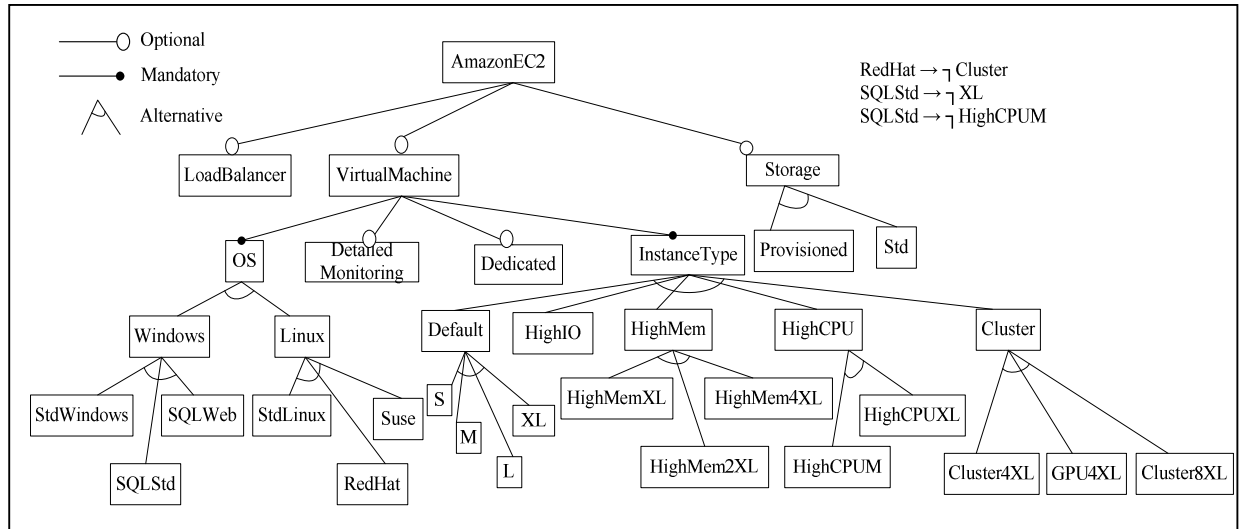 Optional
Mandatory
Alternative
AmazonEC2
RedHat → ┐Cluster
SQLStd → ┐XL
SQLStd → ┐HighCPUM
LoadBalancer
VirtualMachine
Storage
OS
Detailed
Monitoring
Dedicated
InstanceType
Provisioned
Std
Windows
Linux
Default
HighIO
HighMem
HighCPU
Cluster
StdWindows
SQLWeb
StdLinux
Suse
S
M
L
XL
HighMemXL
HighMem4XL
HighCPUXL
SQLStd
RedHat
HighMem2XL
HighCPUM
Cluster4XL
GPU4XL
Cluster8XL